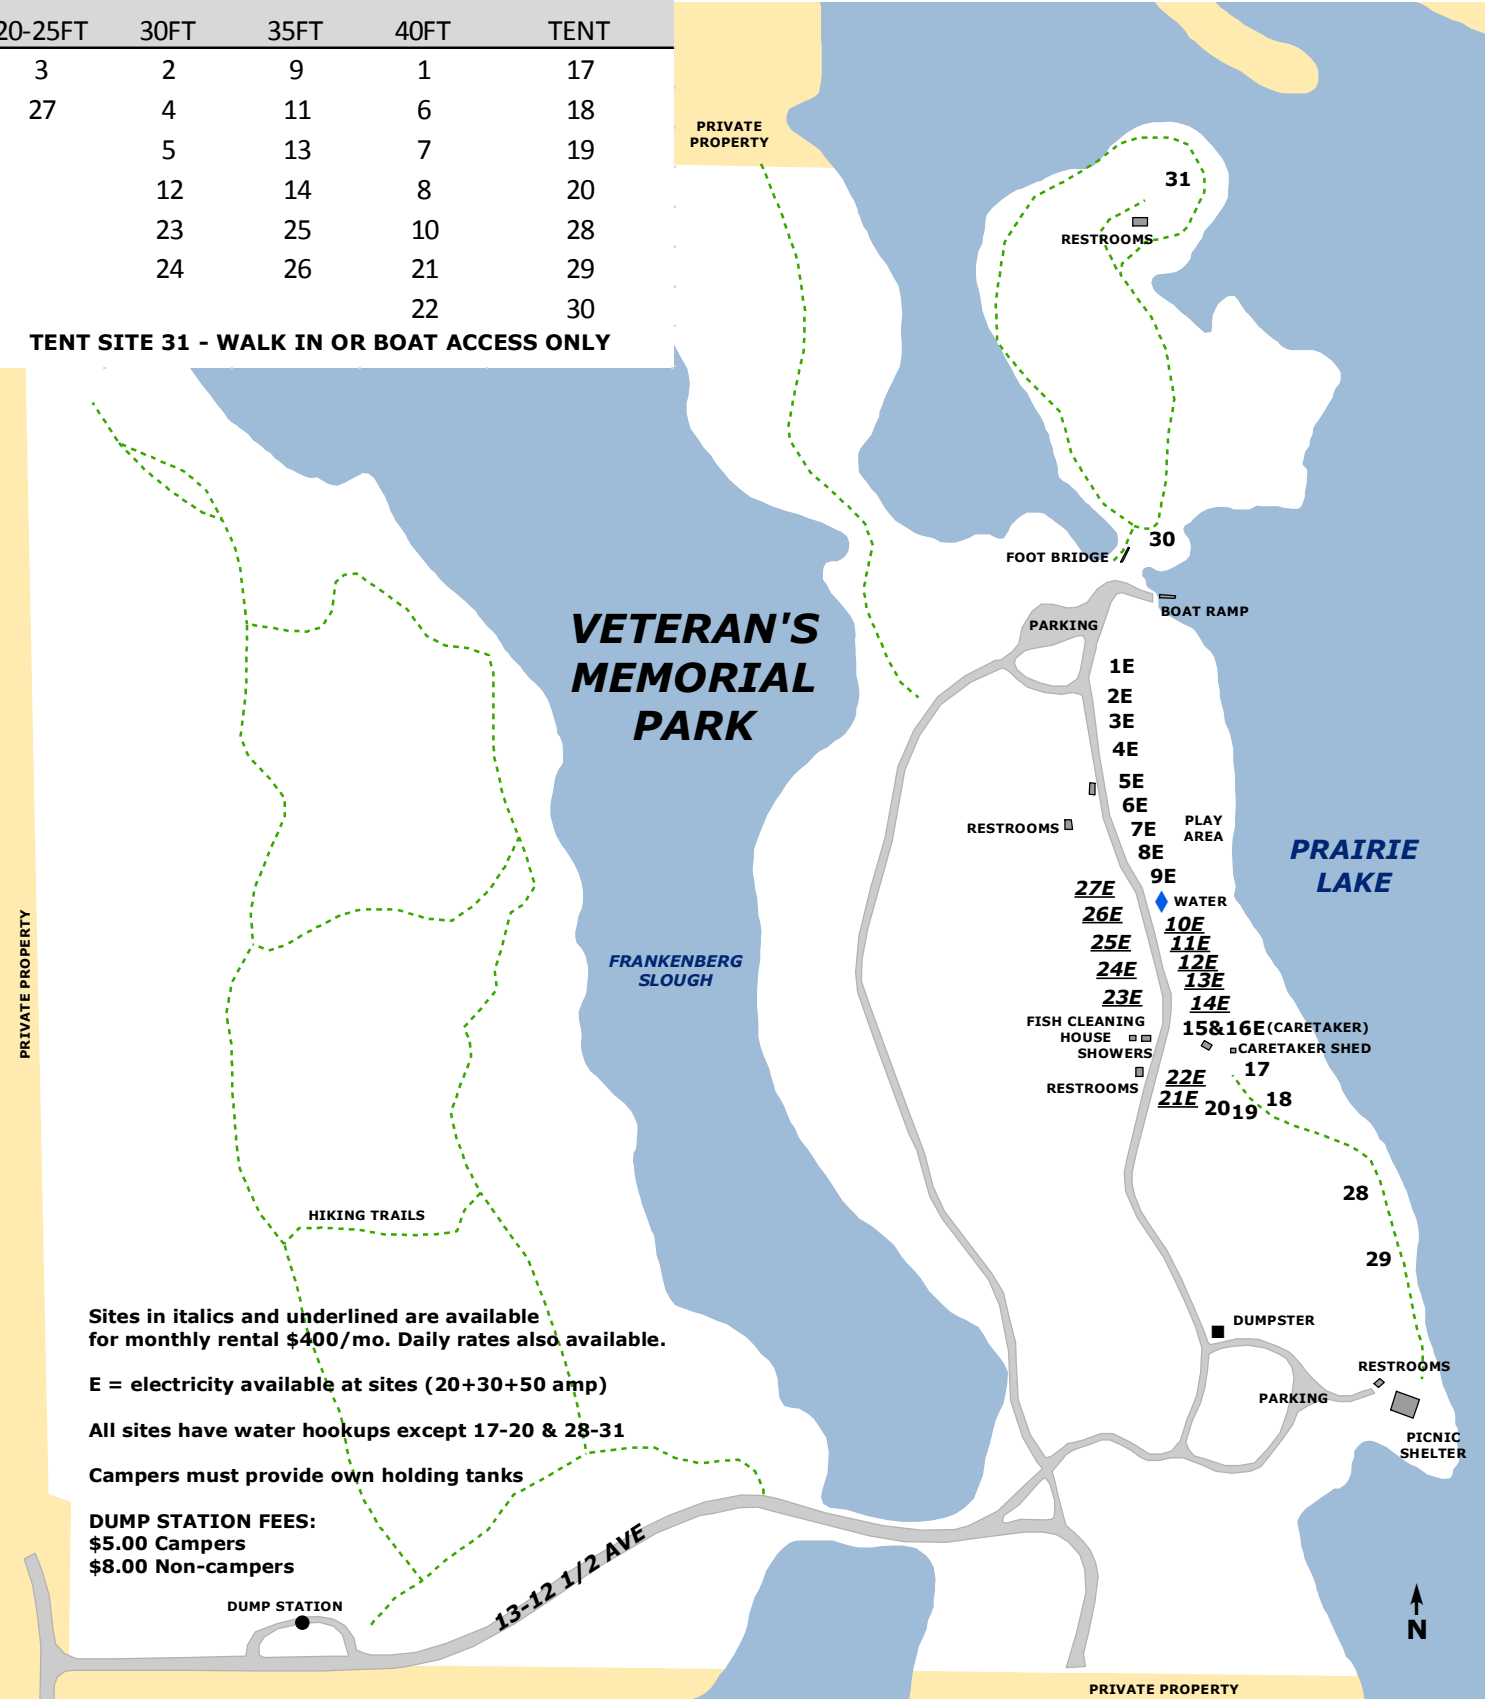 20-25FT 30FT 35FT 40FT TENT
3 2 9 1 17
27 4 11 6 18
5 13 7 19
12 14 8 20
23 25 10 28
24 26 21 29
22 30
TENT SITE 31 - WALK IN OR BOAT ACCESS ONLY
PRIVATE
PROPERTY
31
RESTROOMS
30
FOOT BRIDGE
BOAT RAMP
PARKING
VETERAN'S
MEMORIAL
PARK
1E
2E
3E
4E
5E
6E
7E
8E
9E
PLAY
AREA
RESTROOMS
PRAIRIE
LAKE
WATER
27E
26E
25E
24E
23E
10E
11E
12E
13E
14E
FRANKENBERG
SLOUGH
PRIVATE PROPERTY
FISH CLEANING
HOUSE
SHOWERS
RESTROOMS
15&16E (CARETAKER)
CARETAKER SHED
17
22E
21E
20 19 18
28
29
HIKING TRAILS
Sites in italics and underlined are available
for monthly rental $400/mo. Daily rates also available.
E = electricity available at sites (20+30+50 amp)
All sites have water hookups except 17-20 & 28-31
Campers must provide own holding tanks
DUMP STATION FEES:
$5.00 Campers
$8.00 Non-campers
DUMPSTER
RESTROOMS
PARKING
PICNIC
SHELTER
13-12 1/2 AVE
DUMP STATION
N
PRIVATE PROPERTY